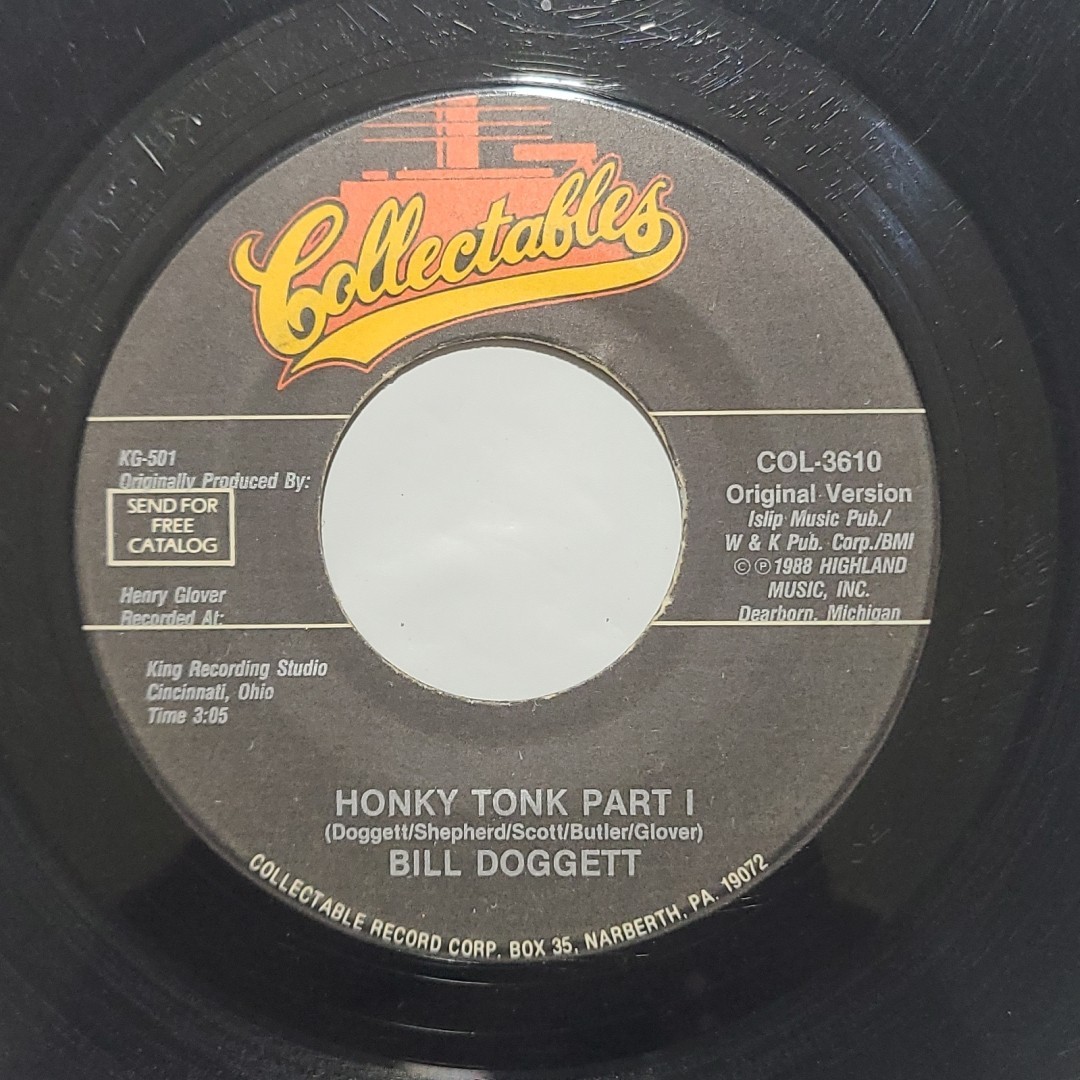 Collectables
KG-501
Originally Produced By:
SEND FOR
FREE
CATALOG
Henry Glover
Recorded At:
King Recording Studio
Cincinnati, Ohio
Time 3:05
COL-3610
Original Version
Islip Music Pub./
W & K Pub. Corp./BMI
©℗1988 HIGHLAND
MUSIC, INC.
Dearborn, Michigan
HONKY TONK PART I
(Doggett/Shepherd/Scott/Butler/Glover)
BILL DOGGETT
COLLECTABLE RECORD CORP. BOX 35, NARBERTH, PA. 19072